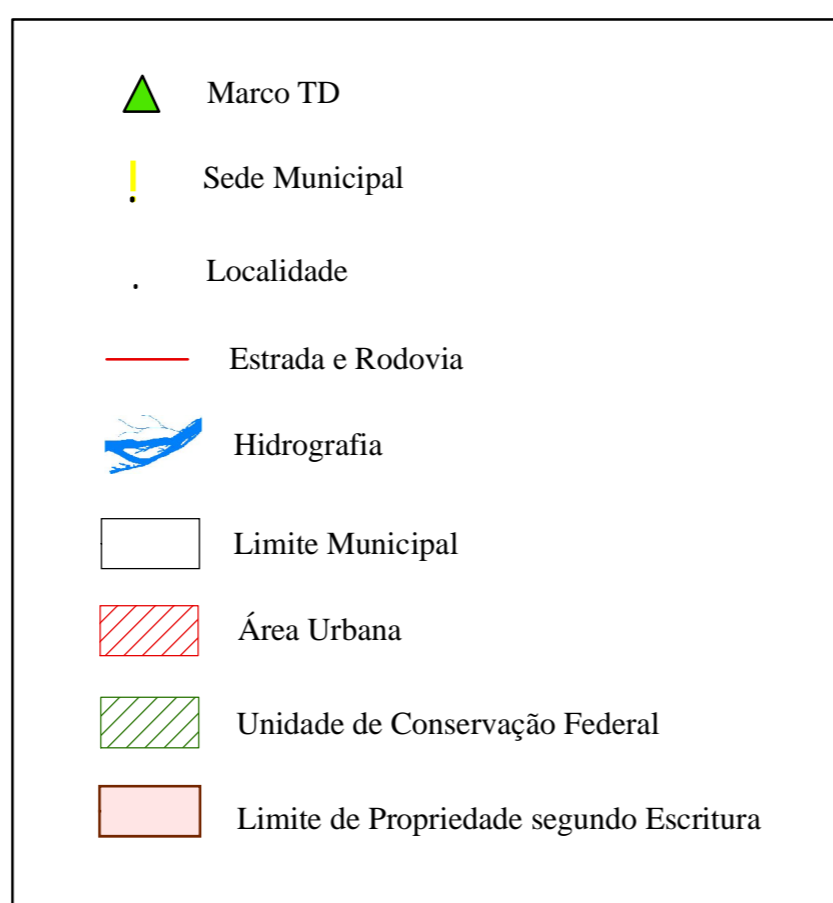 Marco TD
Sede Municipal
Localidade
Estrada e Rodovia
Hidrografia
Limite Municipal
Área Urbana
Unidade de Conservação Federal
Limite de Propriedade segundo Escritura